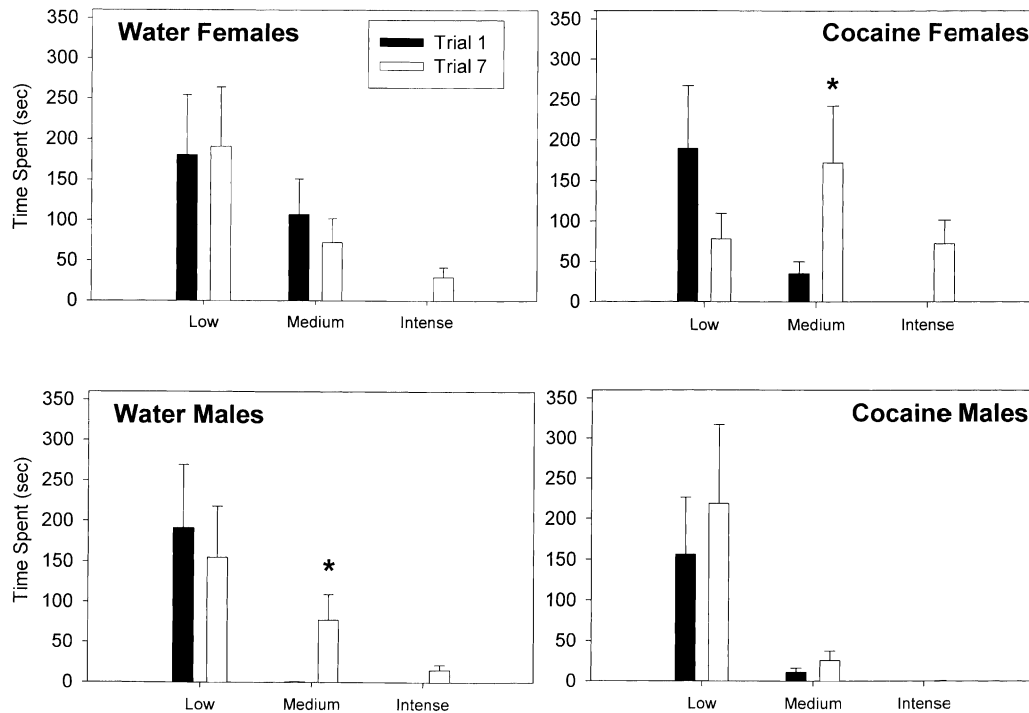 Water Females
Trial 1
Trial 7
Time Spent (sec)
350
300
250
200
150
100
50
0
Low Medium Intense
Cocaine Females
*
350
300
250
200
150
100
50
0
Low Medium Intense
Water Males
*
Time Spent (sec)
350
300
250
200
150
100
50
0
Low Medium Intense
Cocaine Males
350
300
250
200
150
100
50
0
Low Medium Intense